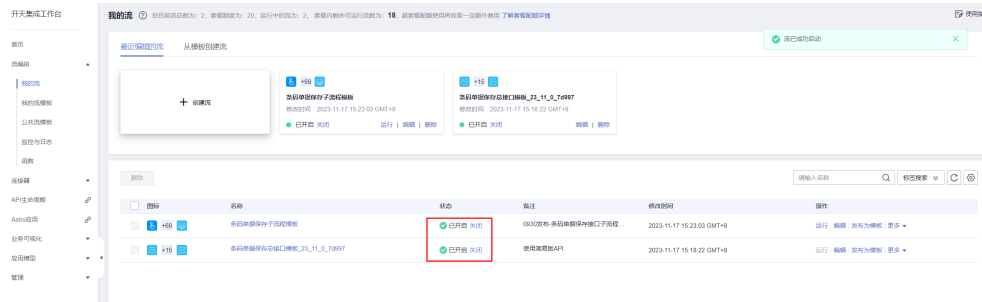 开天集成工作台
我的流 您目前流总数为: 2, 套餐额度为: 20, 运行中的流为: 2, 套餐内剩余可运行流数为: 18, 超套餐配额使用将收取一定额外费用 了解套餐配额详情
流已成功启动
首页
流编排
我的流
我的流模板
公共流模板
监控与日志
函数
连接器
API生命周期
Astro应用
业务可视化
应用模型
管理
最近编辑的流 从模板创建流
创建流
+69
条码单据保存子流程模板
修改时间 2023-11-17 15:23:03 GMT+8
已开启 关闭 运行 | 编辑 | 删除
+15
条码单据保存总接口模板_23_11_0_7d997
修改时间 2023-11-17 15:18:22 GMT+8
已开启 关闭 编辑 | 删除
删除 请输入名称 标签搜索
图标 名称 状态 备注 修改时间 操作
+69 条码单据保存子流程模板 已开启 关闭 0930发布-条码单据保存接口子流程... 2023-11-17 15:23:03 GMT+8 运行 编辑 发布为模板 更多
+15 条码单据保存总接口模板_23_11_0_7d997 已开启 关闭 使用简易版API 2023-11-17 15:18:22 GMT+8 运行 编辑 发布为模板 更多